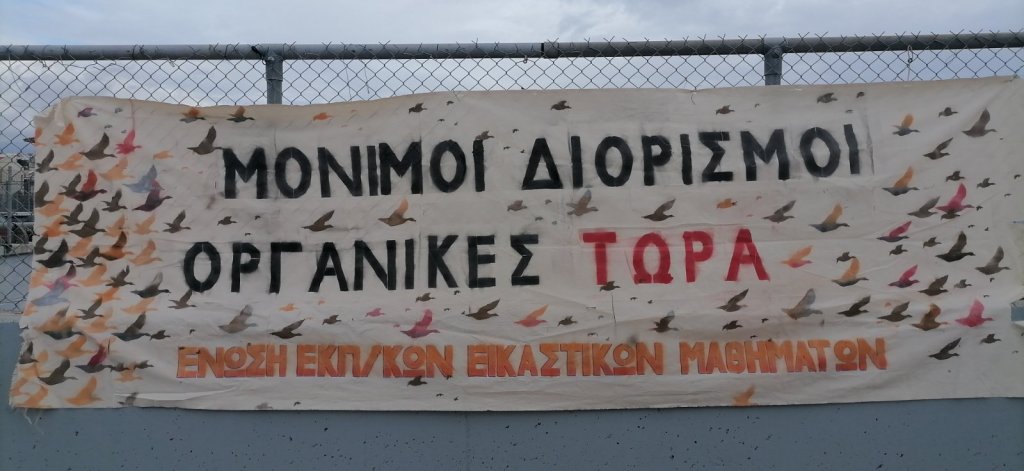 ΜΟΝΙΜΟΙ ΔΙΟΡΙΣΜΟΙ
ΟΡΓΑΝΙΚΕΣ ΤΩΡΑ
ΕΝΩΣΗ ΕΚΠ/ΚΩΝ ΕΙΚΑΣΤΙΚΩΝ ΜΑΘΗΜΑΤΩΝ